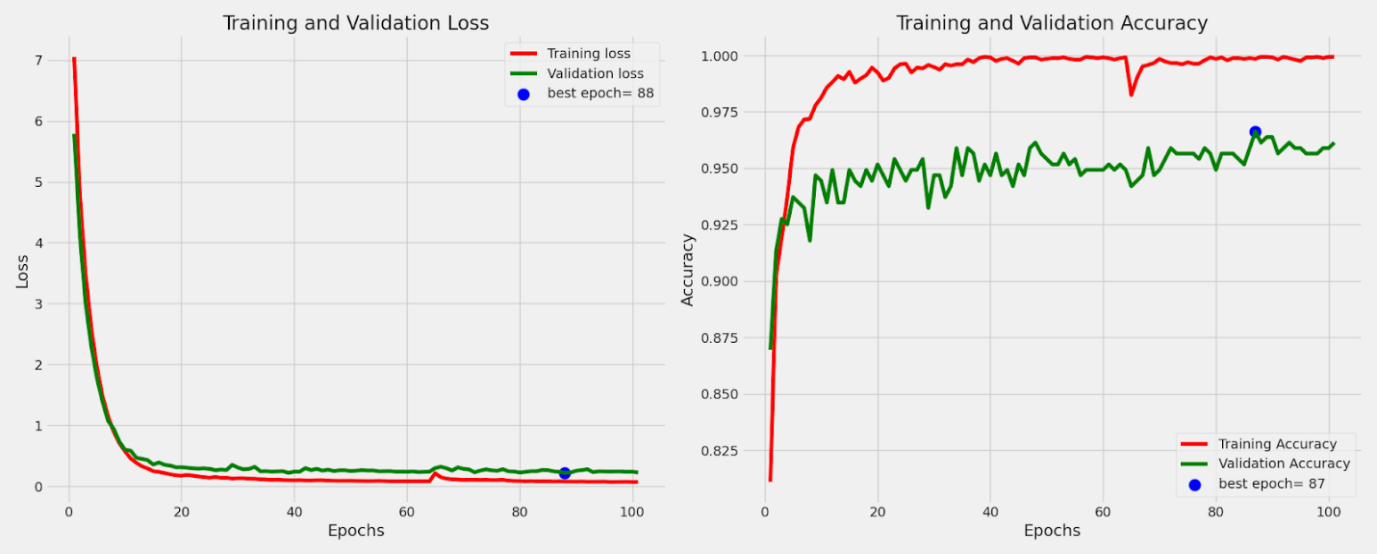 Training and Validation Loss
7
6
5
4
3
2
1
0
Loss
0 20 40 60 80 100
Epochs
Training loss
Validation loss
best epoch= 88
Training and Validation Accuracy
1.000
0.975
0.950
0.925
0.900
0.875
0.850
0.825
Accuracy
0 20 40 60 80 100
Epochs
Training Accuracy
Validation Accuracy
best epoch= 87